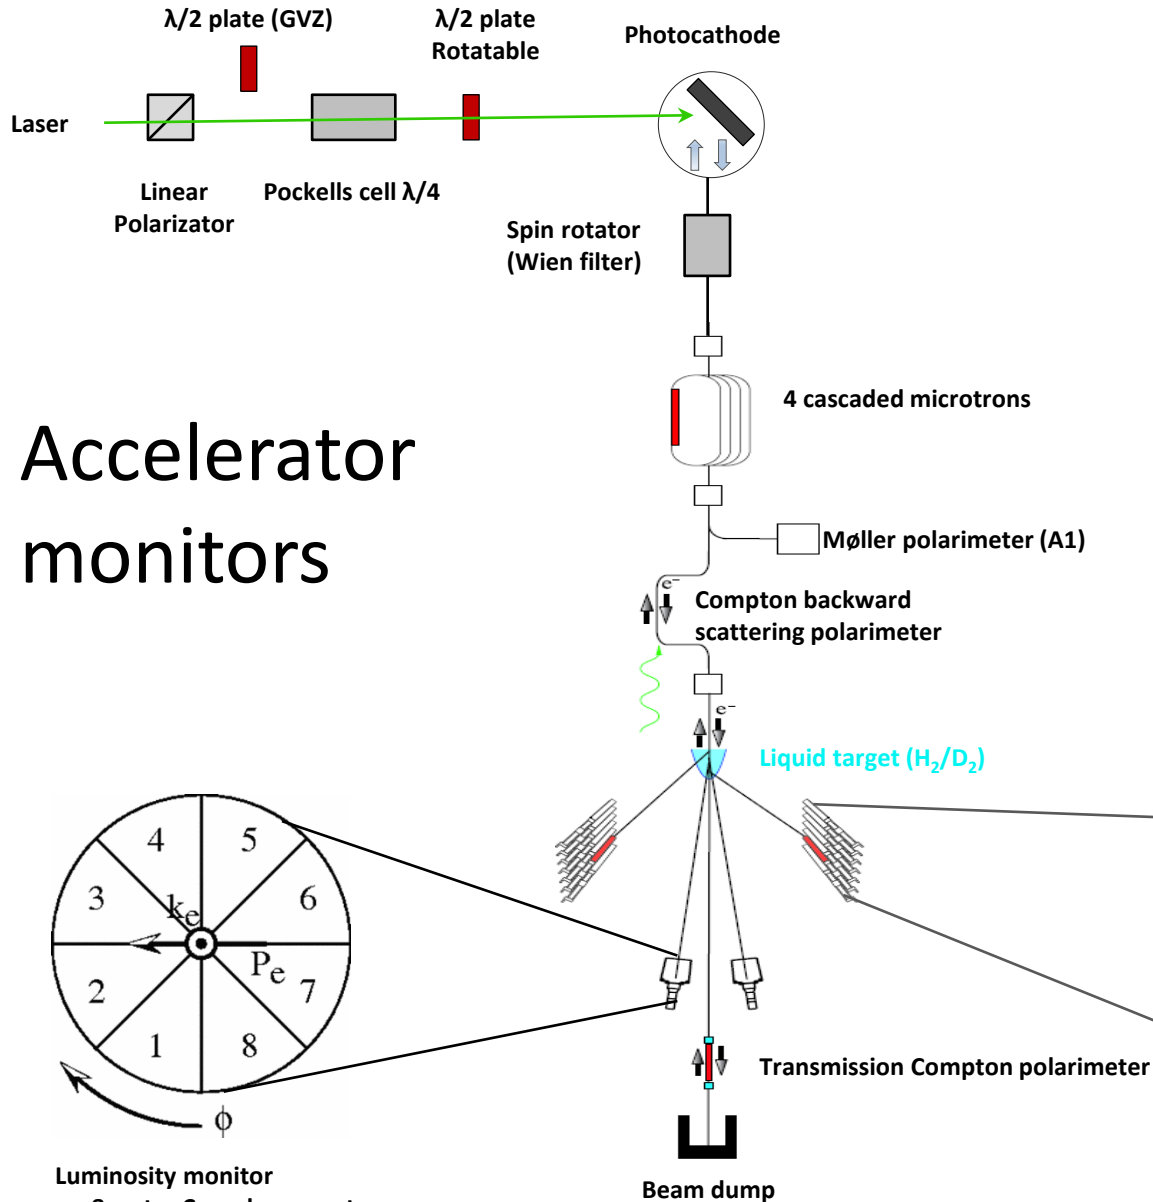 λ/2 plate (GVZ)
λ/2 plate
Rotatable
Photocathode
Laser
Linear
Polarizator
Pockells cell λ/4
Spin rotator
(Wien filter)
4 cascaded microtrons
Accelerator
monitors
Møller polarimeter (A1)
e⁻
Compton backward
scattering polarimeter
e⁻
Liquid target (H₂/D₂)
4 5
3 6
kₑ
Pₑ
2 7
1 8
ϕ
Transmission Compton polarimeter
Luminosity monitor
Beam dump